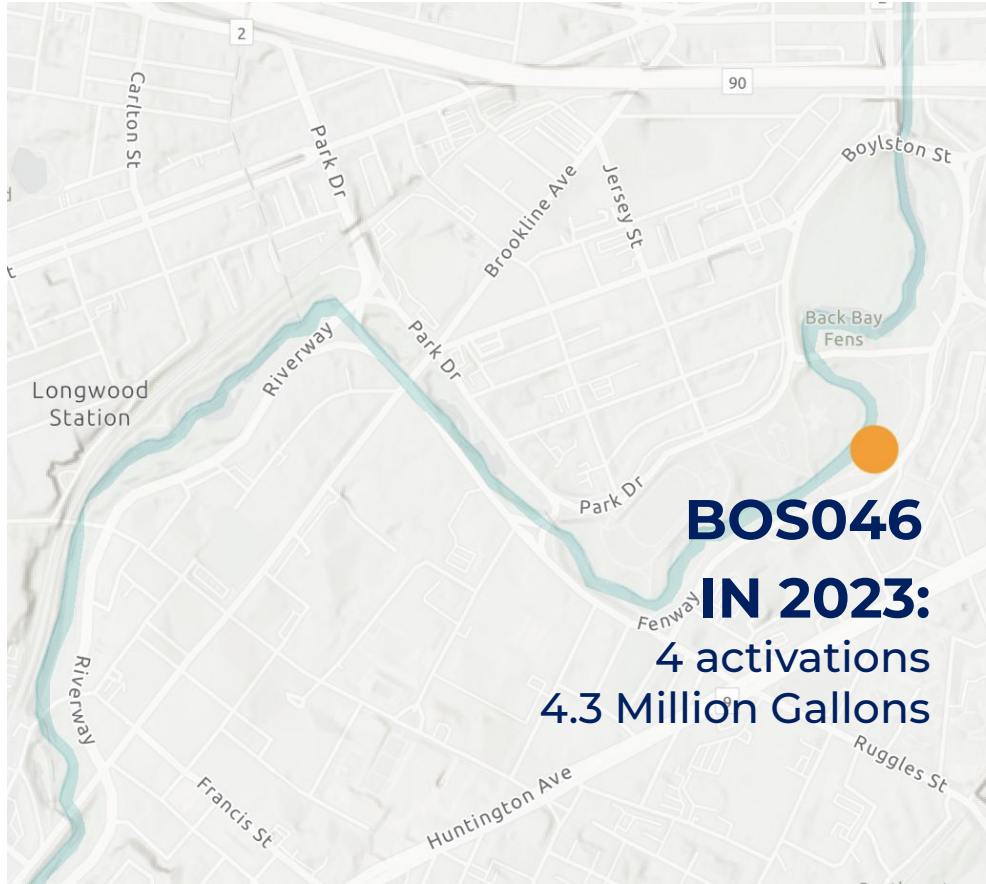 2
90
Carlton St
Park Dr
Boylston St
Brookline Ave
Jersey St
Back Bay
Fens
Riverway
Park Dr
Longwood
Station
Park Dr
BOS046
IN 2023:
Fenway
4 activations
9
4.3 Million Gallons
Riverway
Ruggles St
Francis St
Huntington Ave